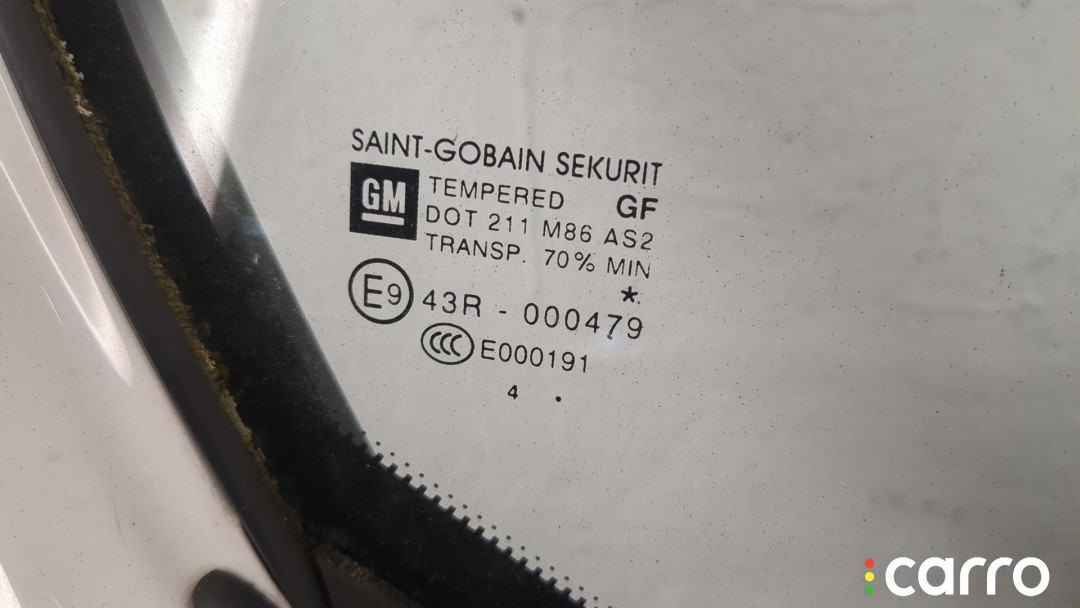 SAINT-GOBAIN SEKURIT
GM
TEMPERED GF
DOT 211 M86 AS2
TRANSP. 70% MIN
*.
E9 43R - 000479
CCC E000191
4 .
carro